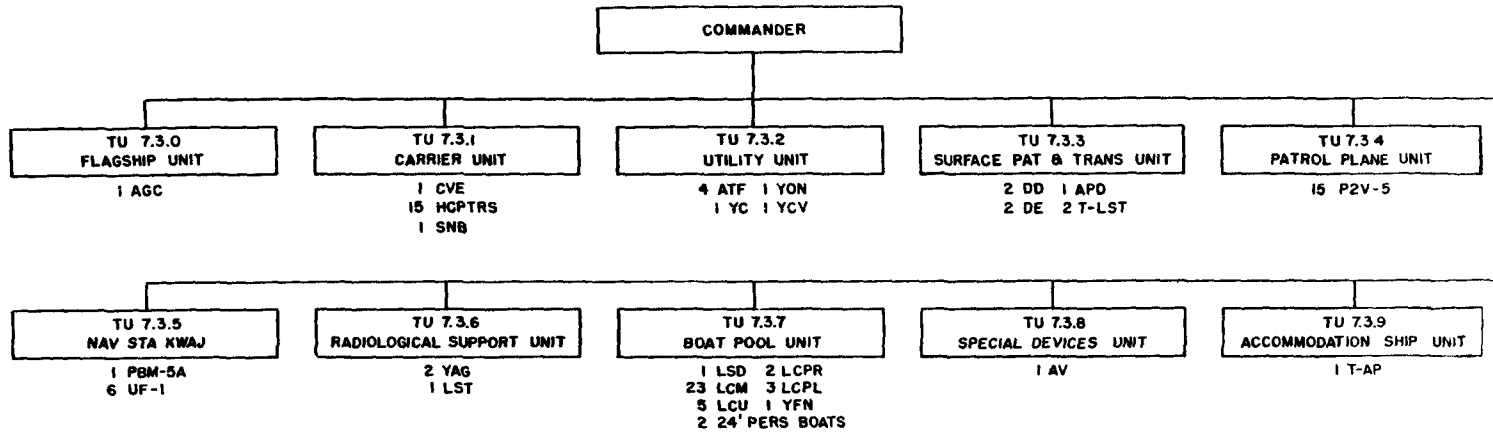 COMMANDER
TU 7.3.0
FLAGSHIP UNIT
1 AGC
TU 7.3.1
CARRIER UNIT
1 CVE
15 HCPTRS
1 SNB
TU 7.3.2
UTILITY UNIT
4 ATF 1 YON
1 YC 1 YCV
TU 7.3.3
SURFACE PAT & TRANS UNIT
2 DD 1 APD
2 DE 2 T-LST
TU 7.3 4
PATROL PLANE UNIT
15 P2V-5
TU 7.3.5
NAV STA KWAJ
1 PBM-5A
6 UF-1
TU 7.3.6
RADIOLOGICAL SUPPORT UNIT
2 YAG
1 LST
TU 7.3.7
BOAT POOL UNIT
1 LSD 2 LCPR
23 LCM 3 LCPL
5 LCU 1 YFN
2 24' PERS BOATS
TU 7.3.8
SPECIAL DEVICES UNIT
1 AV
TU 7.3.9
ACCOMMODATION SHIP UNIT
1 T-AP